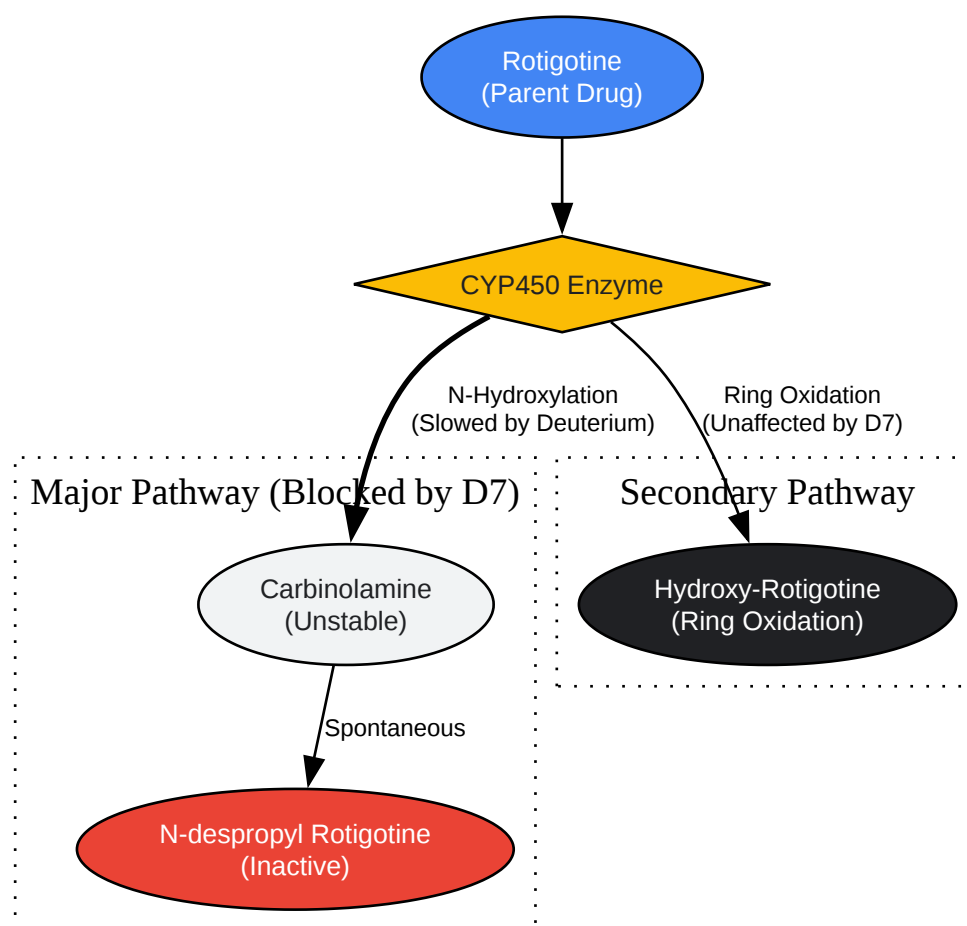 Rotigotine
(Parent Drug)
CYP450 Enzyme
N-Hydroxylation
(Slowed by Deuterium)
Ring Oxidation
(Unaffected by D7)
Major Pathway (Blocked by D7)
Secondary Pathway
Carbinolamine
(Unstable)
Hydroxy-Rotigotine
(Ring Oxidation)
Spontaneous
N-despropyl Rotigotine
(Inactive)